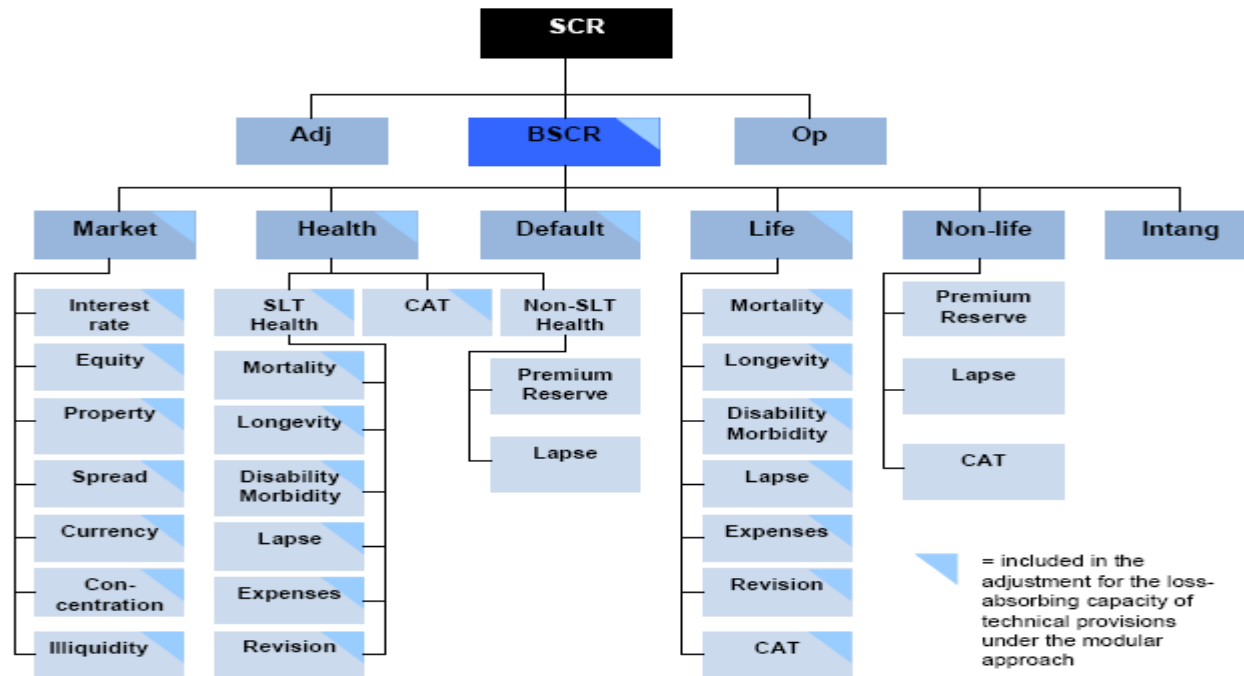 SCR
Adj
BSCR
Op
Market
Health
Default
Life
Non-life
Intang
Interest
rate
Equity
Property
Spread
Currency
Con-
centration
Illiquidity
SLT
Health
CAT
Non-SLT
Health
Mortality
Longevity
Disability
Morbidity
Lapse
Expenses
Revision
Premium
Reserve
Lapse
Mortality
Longevity
Disability
Morbidity
Lapse
Expenses
Revision
CAT
Premium
Reserve
Lapse
CAT
= included in the
adjustment for the loss-
absorbing capacity of
technical provisions
under the modular
approach